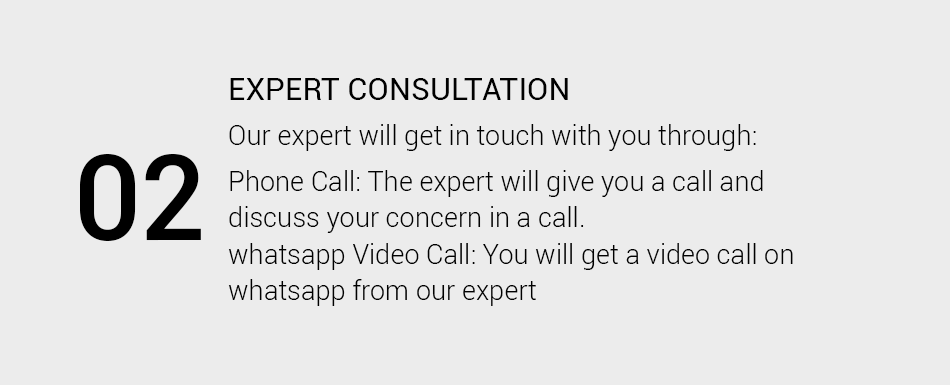 02
EXPERT CONSULTATION
Our expert will get in touch with you through:
Phone Call: The expert will give you a call and
discuss your concern in a call.
whatsapp Video Call: You will get a video call on
whatsapp from our expert